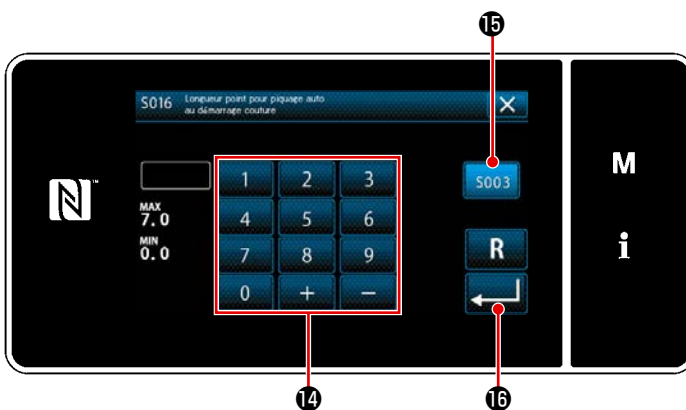 ⓯
S016 Longueur point pour piquage auto
au démarrage couture
X
1 2 3
S003
M
MAX
7.0
4 5 6
MIN
0.0
7 8 9
R
i
0 + −
⓮
⓰